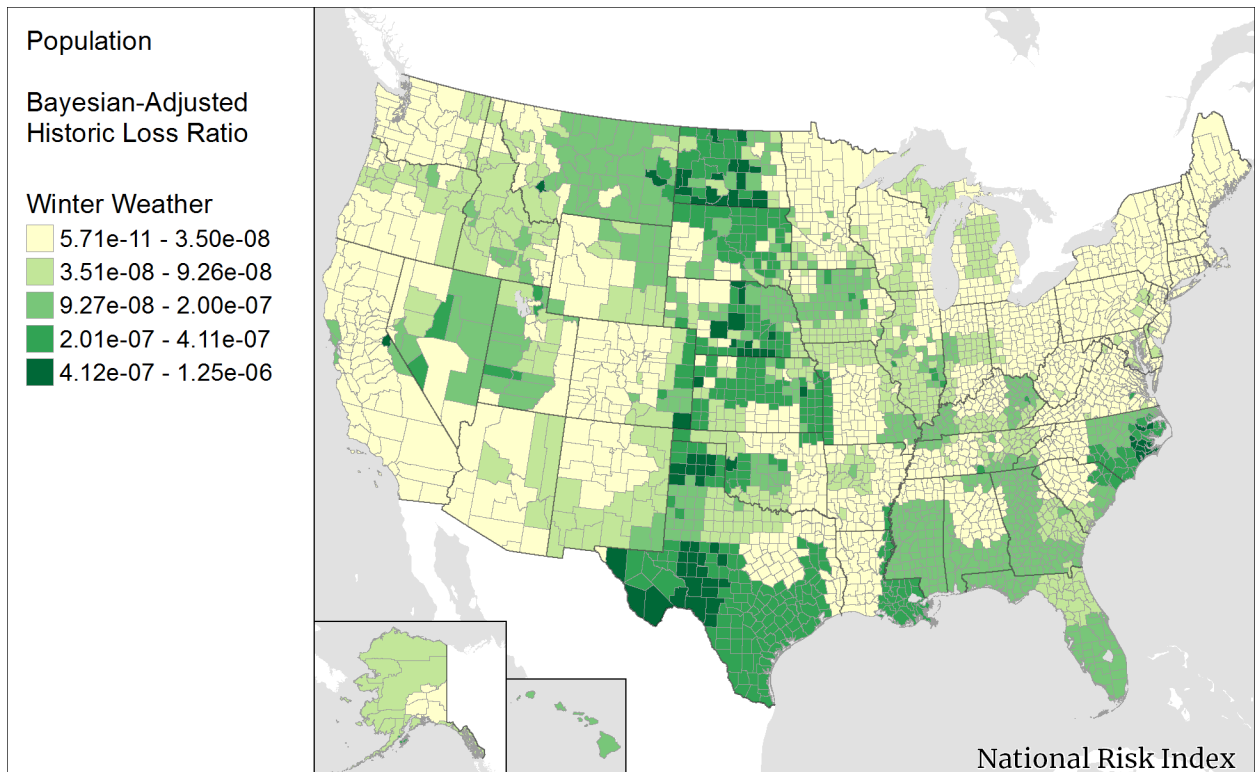 Population
Bayesian-Adjusted
Historic Loss Ratio
Winter Weather
5.71e-11 - 3.50e-08
3.51e-08 - 9.26e-08
9.27e-08 - 2.00e-07
2.01e-07 - 4.11e-07
4.12e-07 - 1.25e-06
National Risk Index